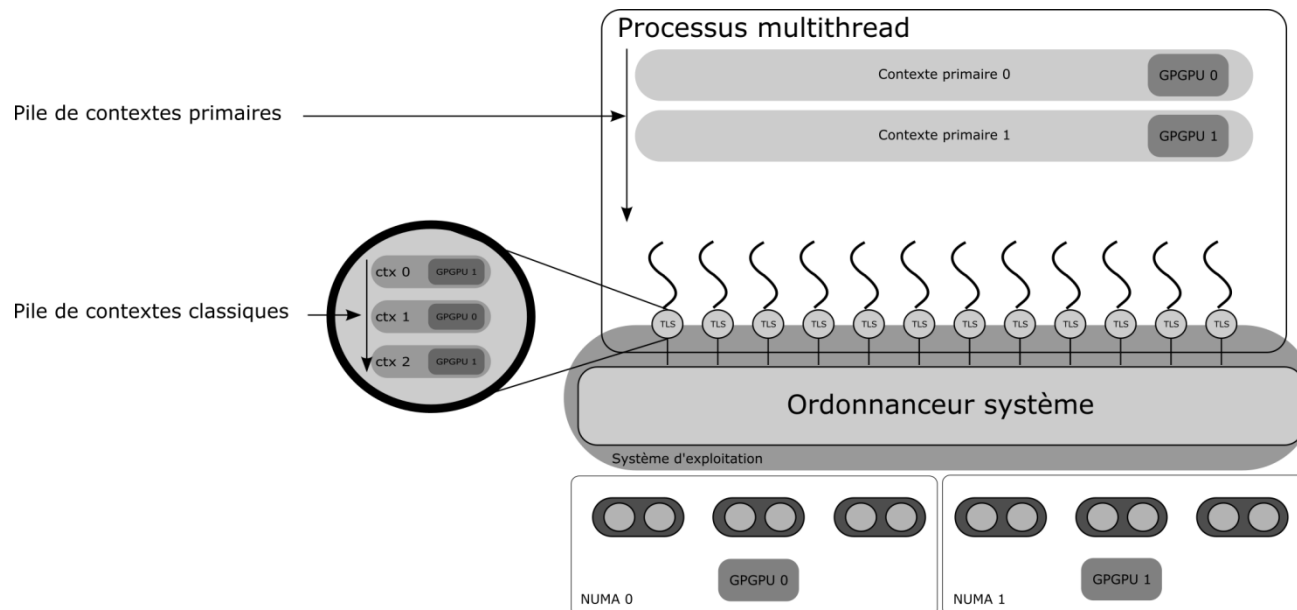 Processus multithread
Contexte primaire 0
GPGPU 0
Pile de contextes primaires
Contexte primaire 1
GPGPU 1
ctx 0
GPGPU 1
Pile de contextes classiques
ctx 1
GPGPU 0
ctx 2
GPGPU 1
TLS TLS TLS TLS TLS TLS TLS TLS TLS TLS TLS TLS
Ordonnanceur système
Système d'exploitation
GPGPU 0
NUMA 0
GPGPU 1
NUMA 1